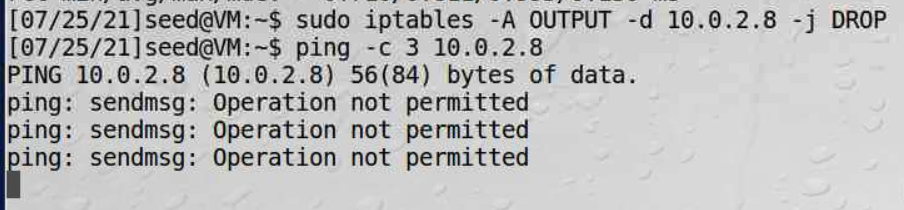 [07/25/21]seed@VM:~$ sudo iptables -A OUTPUT -d 10.0.2.8 -j DROP
[07/25/21]seed@VM:~$ ping -c 3 10.0.2.8
PING 10.0.2.8 (10.0.2.8) 56(84) bytes of data.
ping: sendmsg: Operation not permitted
ping: sendmsg: Operation not permitted
ping: sendmsg: Operation not permitted